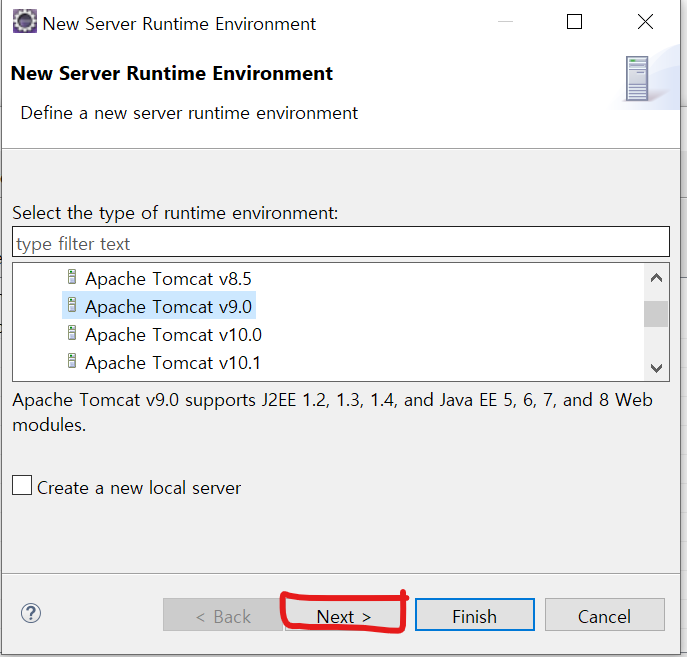 New Server Runtime Environment
New Server Runtime Environment
Define a new server runtime environment
Select the type of runtime environment:
type filter text
Apache Tomcat v8.5
Apache Tomcat v9.0
Apache Tomcat v10.0
Apache Tomcat v10.1
Apache Tomcat v9.0 supports J2EE 1.2, 1.3, 1.4, and Java EE 5, 6, 7, and 8 Web
modules.
Create a new local server
? < Back Next > Finish Cancel